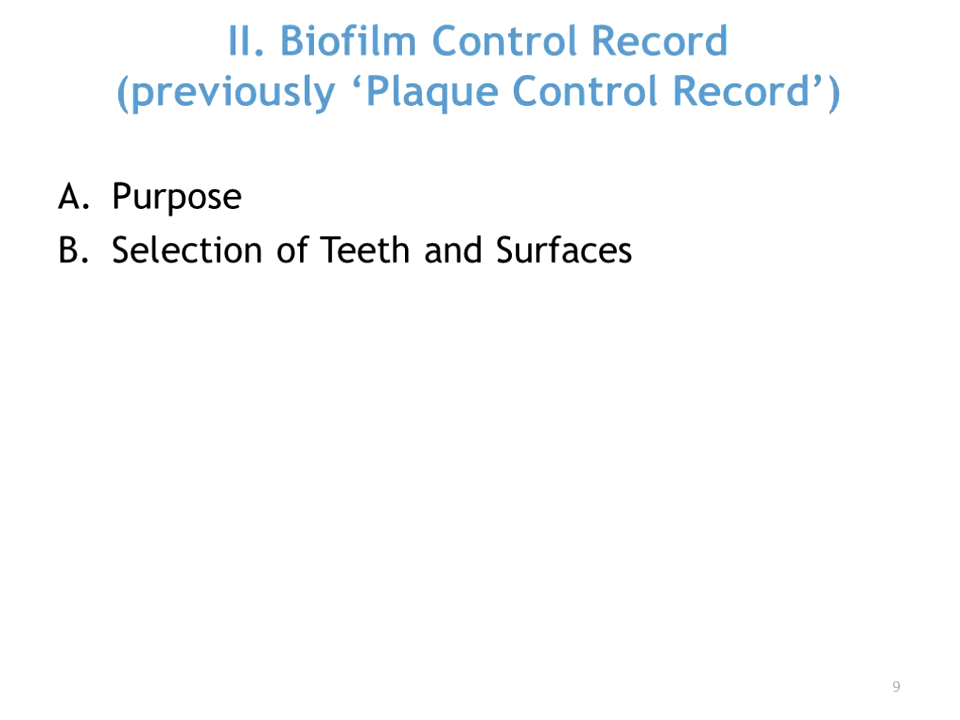 II. Biofilm Control Record
(previously ‘Plaque Control Record’)
A. Purpose
B. Selection of Teeth and Surfaces
9